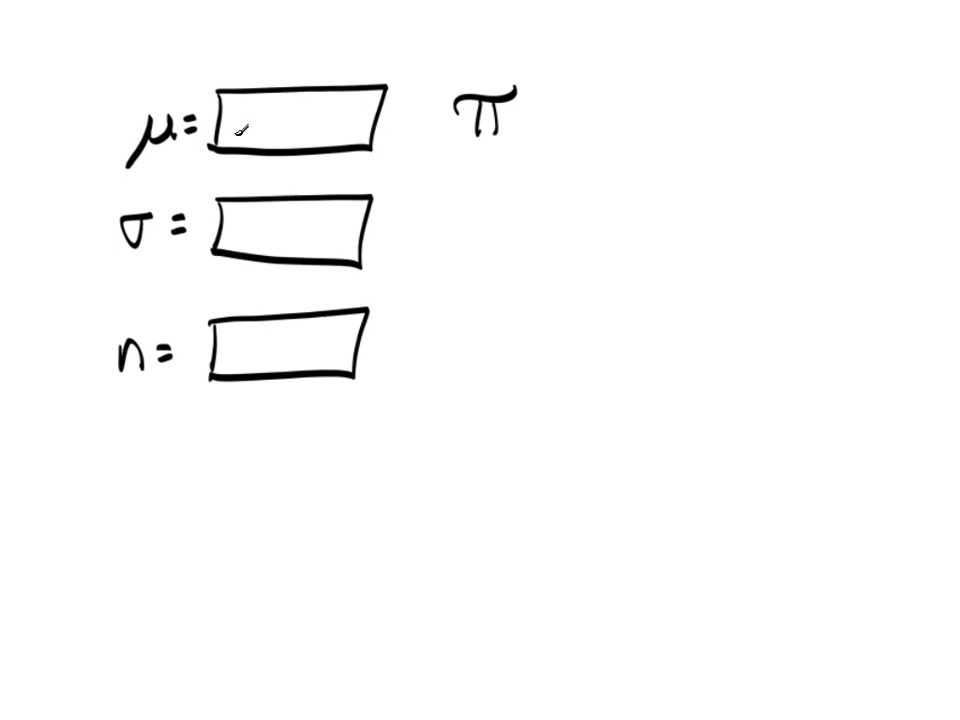 μ= π
σ=
n=